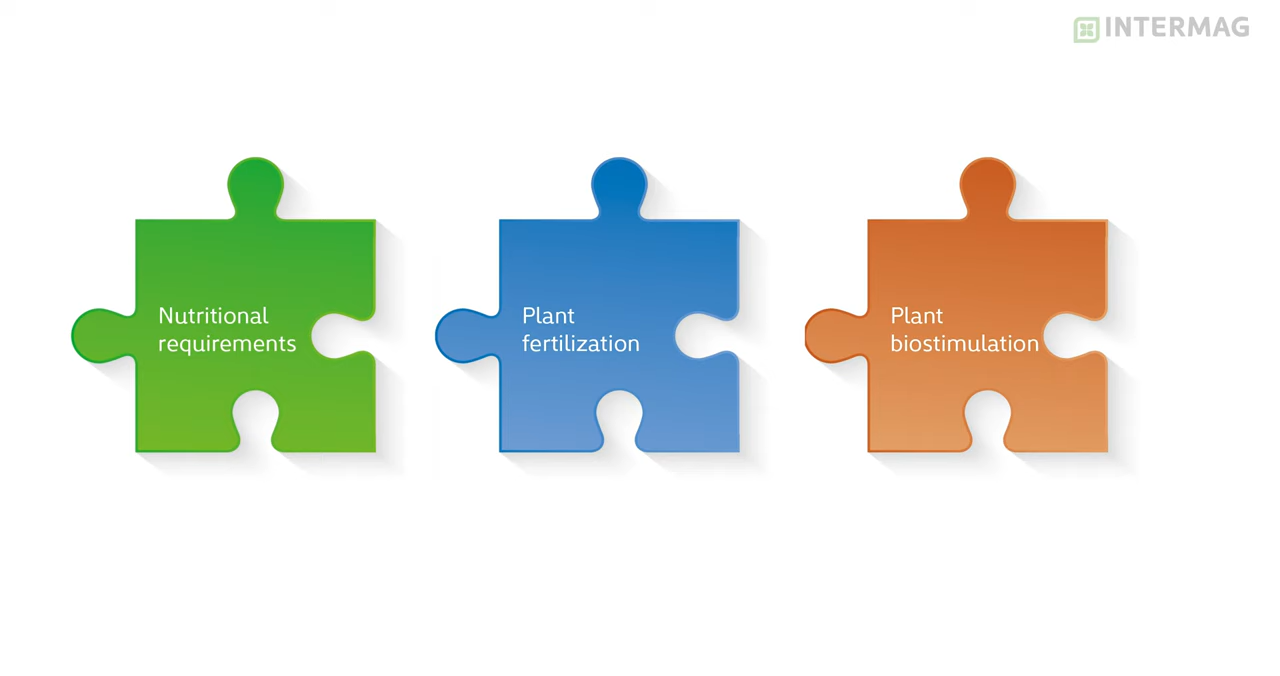 INTERMAG
Nutritional
requirements
Plant
fertilization
Plant
biostimulation